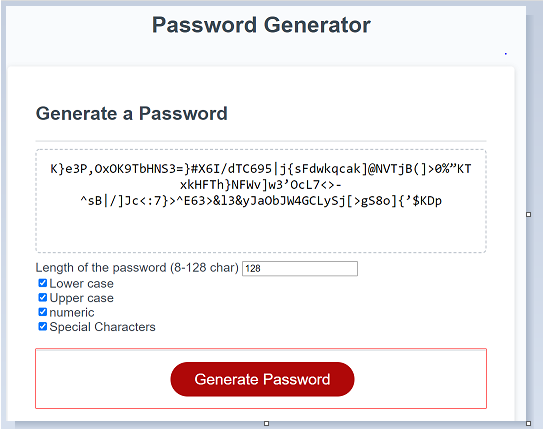 Password Generator
.
Generate a Password
K}e3P,OxOK9TbHNS3=}#X6I/dTC695|j{sFdwkqcak]@NVTjB(]>0%”KT
xkHFTh}NFWv]w3’OcL7<>-
^sB|/]Jc<:7}>^E63>&l3&yJaObJW4GCLySj[>gS8o]{’$KDp
Length of the password (8-128 char) 128
Lower case
Upper case
numeric
Special Characters
Generate Password